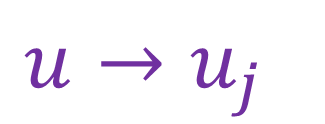 u → u_j